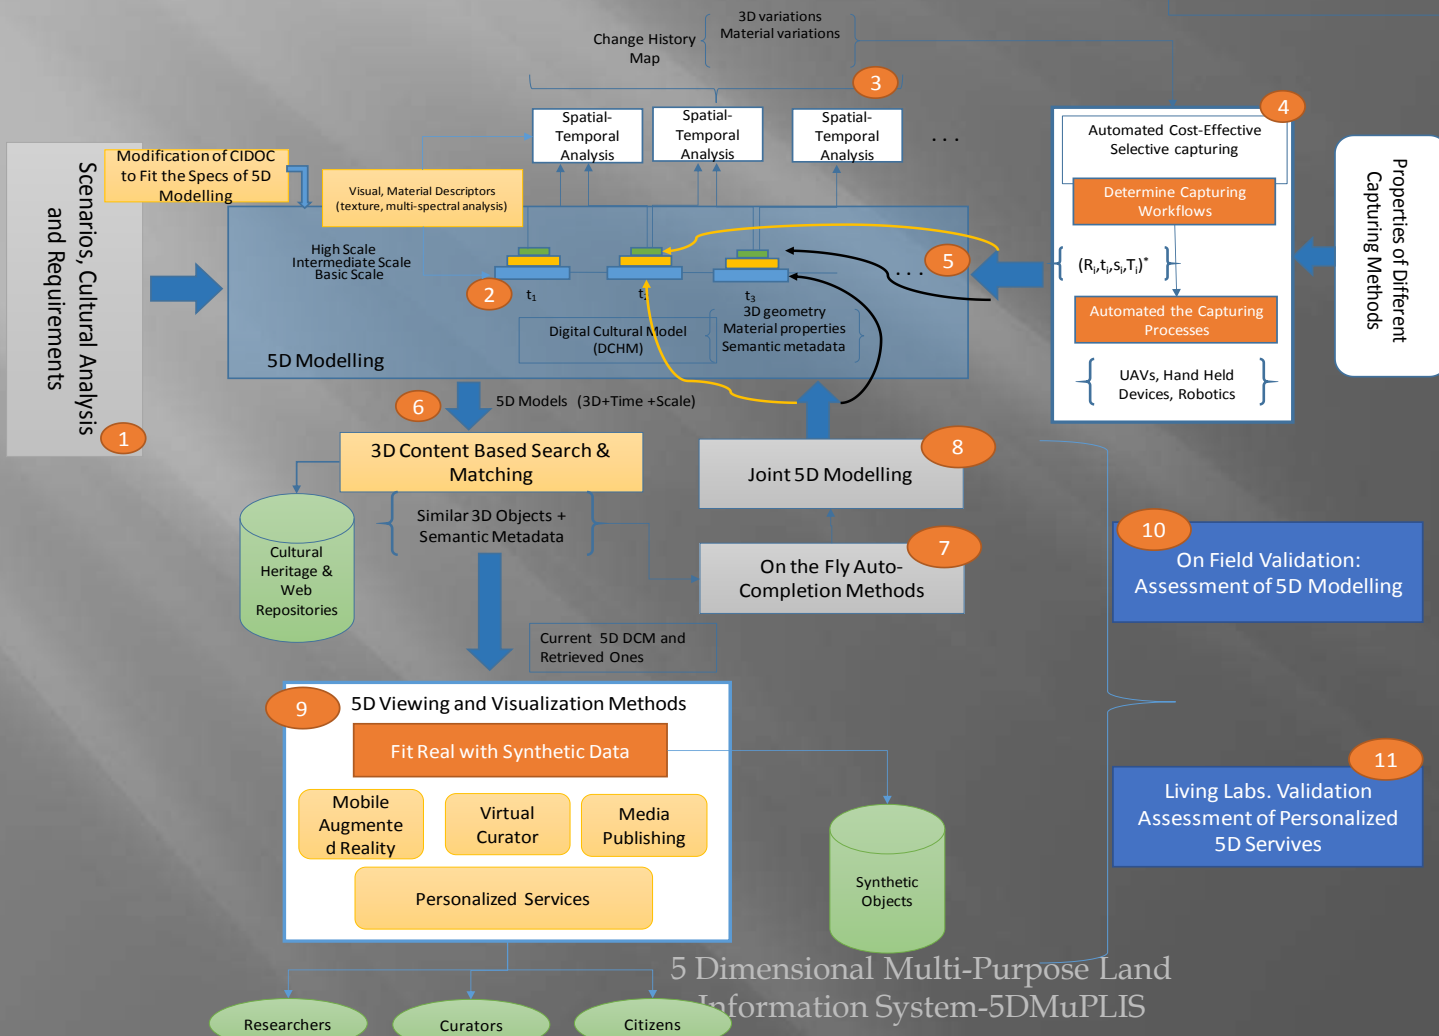 3D variations
Material variations
Change History
Map
3
4
Spatial-
Temporal
Analysis
Spatial-
Temporal
Analysis
Spatial-
Temporal
Analysis
. . .
Automated Cost-Effective
Selective capturing
Determine Capturing
Workflows
(Ri,ti,si,Ti)*
Automated the Capturing
Processes
UAVs, Hand Held
Devices, Robotics
Properties of Different
Capturing Methods
Scenarios, Cultural Analysis
and Requirements
1
Modification of CIDOC
to Fit the Specs of 5D
Modelling
Visual, Material Descriptors
(texture, multi-spectral analysis)
High Scale
Intermediate Scale
Basic Scale
2
t1
t3
. . .
5
Digital Cultural Model
(DCHM)
3D geometry
Material properties
Semantic metadata
5D Modelling
6
5D Models (3D+Time +Scale)
3D Content Based Search &
Matching
Similar 3D Objects +
Semantic Metadata
Cultural
Heritage &
Web
Repositories
8
Joint 5D Modelling
7
On the Fly Auto-
Completion Methods
10
On Field Validation:
Assessment of 5D Modelling
Current 5D DCM and
Retrieved Ones
9
5D Viewing and Visualization Methods
Fit Real with Synthetic Data
Mobile
Augmente
d Reality
Virtual
Curator
Media
Publishing
Personalized Services
Synthetic
Objects
11
Living Labs. Validation
Assessment of Personalized
5D Servives
5 Dimensional Multi-Purpose Land
Information System-5DMuPLIS
Researchers
Curators
Citizens